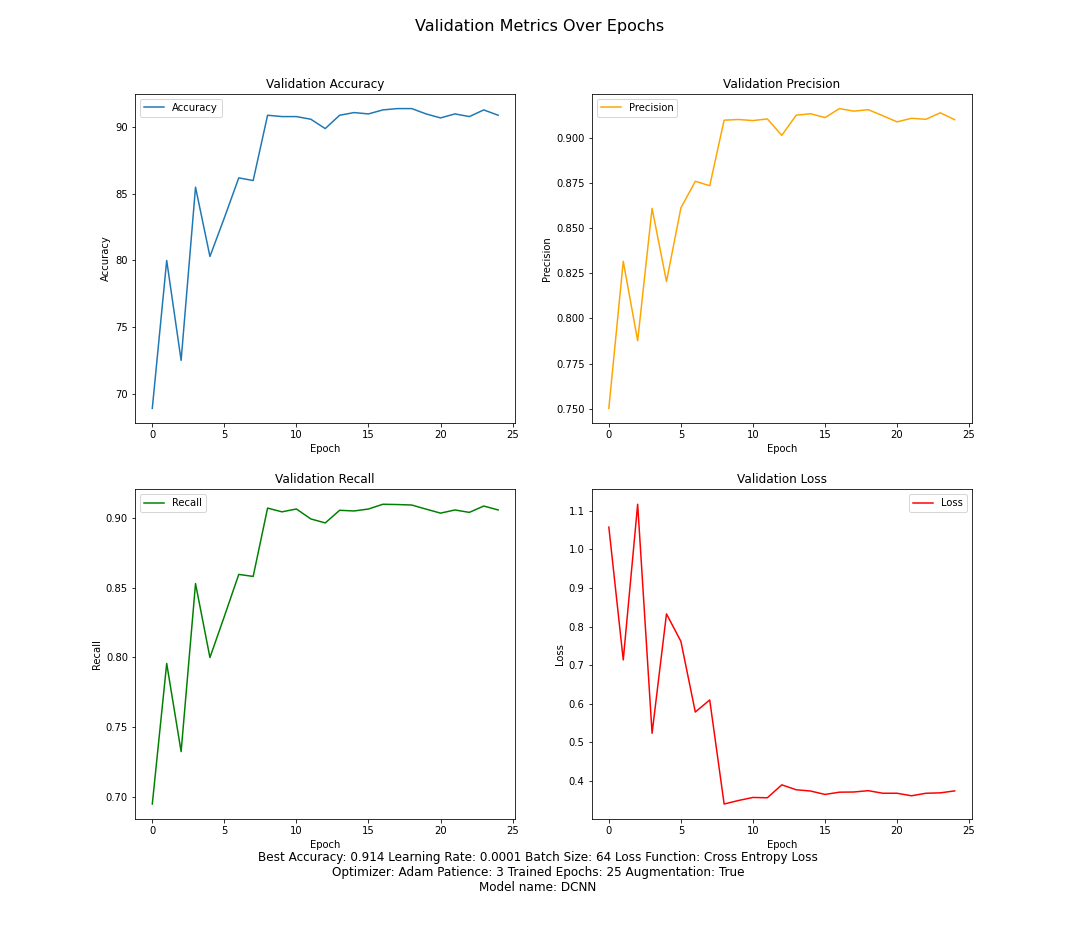 Validation Metrics Over Epochs
Validation Accuracy
Accuracy
90
85
80
75
70
Accuracy
0 5 10 15 20 25
Epoch
Validation Precision
Precision
0.900
0.875
0.850
0.825
0.800
0.775
0.750
Precision
0 5 10 15 20 25
Epoch
Validation Recall
Recall
0.90
0.85
0.80
0.75
0.70
Recall
0 5 10 15 20 25
Epoch
Validation Loss
Loss
1.1
1.0
0.9
0.8
0.7
0.6
0.5
0.4
Loss
0 5 10 15 20 25
Epoch
Best Accuracy: 0.914 Learning Rate: 0.0001 Batch Size: 64 Loss Function: Cross Entropy Loss
Optimizer: Adam Patience: 3 Trained Epochs: 25 Augmentation: True
Model name: DCNN